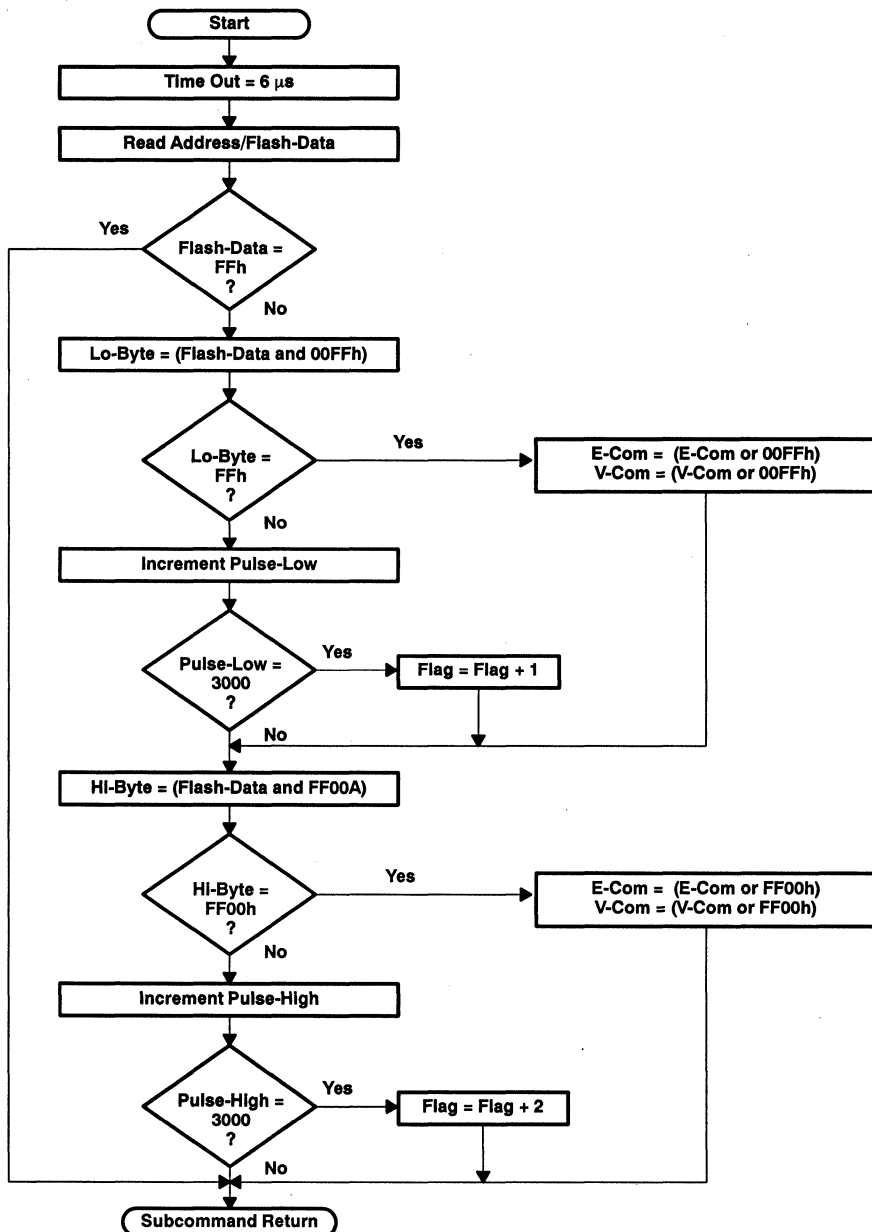 Start
Time Out = 6 µs
Read Address/Flash-Data
Yes
Flash-Data =
FFh
?
No
Lo-Byte = (Flash-Data and 00FFh)
Yes
Lo-Byte =
FFh
?
E-Com = (E-Com or 00FFh)
V-Com = (V-Com or 00FFh)
No
Increment Pulse-Low
Yes
Pulse-Low =
3000
?
Flag = Flag + 1
No
Hi-Byte = (Flash-Data and FF00A)
Yes
Hi-Byte =
FF00h
?
E-Com = (E-Com or FF00h)
V-Com = (V-Com or FF00h)
No
Increment Pulse-High
Yes
Pulse-High =
3000
?
Flag = Flag + 2
No
Subcommand Return